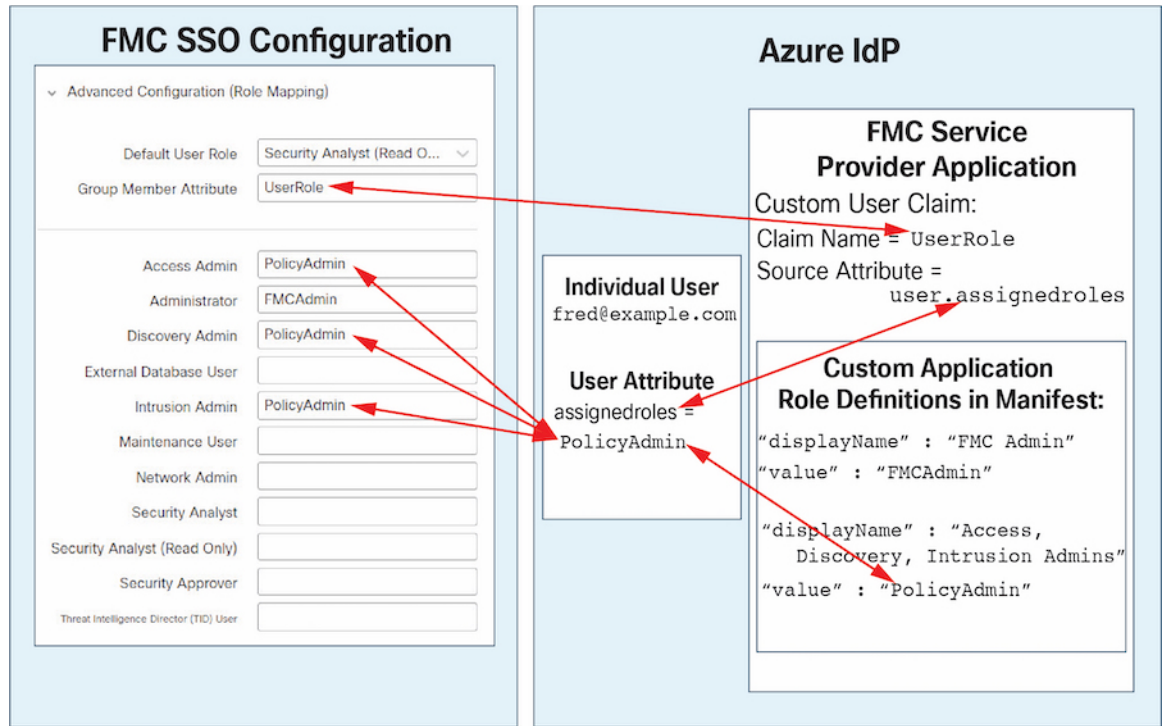 FMC SSO Configuration
Advanced Configuration (Role Mapping)
Default User Role Security Analyst (Read O...
Group Member Attribute UserRole
Access Admin PolicyAdmin
Administrator FMCAdmin
Discovery Admin PolicyAdmin
External Database User
Intrusion Admin PolicyAdmin
Maintenance User
Network Admin
Security Analyst
Security Analyst (Read Only)
Security Approver
Threat Intelligence Director (TID) User
Azure IdP
Individual User
fred@example.com
User Attribute
assignedroles =
PolicyAdmin
FMC Service
Provider Application
Custom User Claim:
Claim Name = UserRole
Source Attribute =
user.assignedroles
Custom Application
Role Definitions in Manifest:
“displayName” : “FMC Admin”
“value” : “FMCAdmin”
“displayName” : “Access,
Discovery, Intrusion Admins”
“value” : “PolicyAdmin”